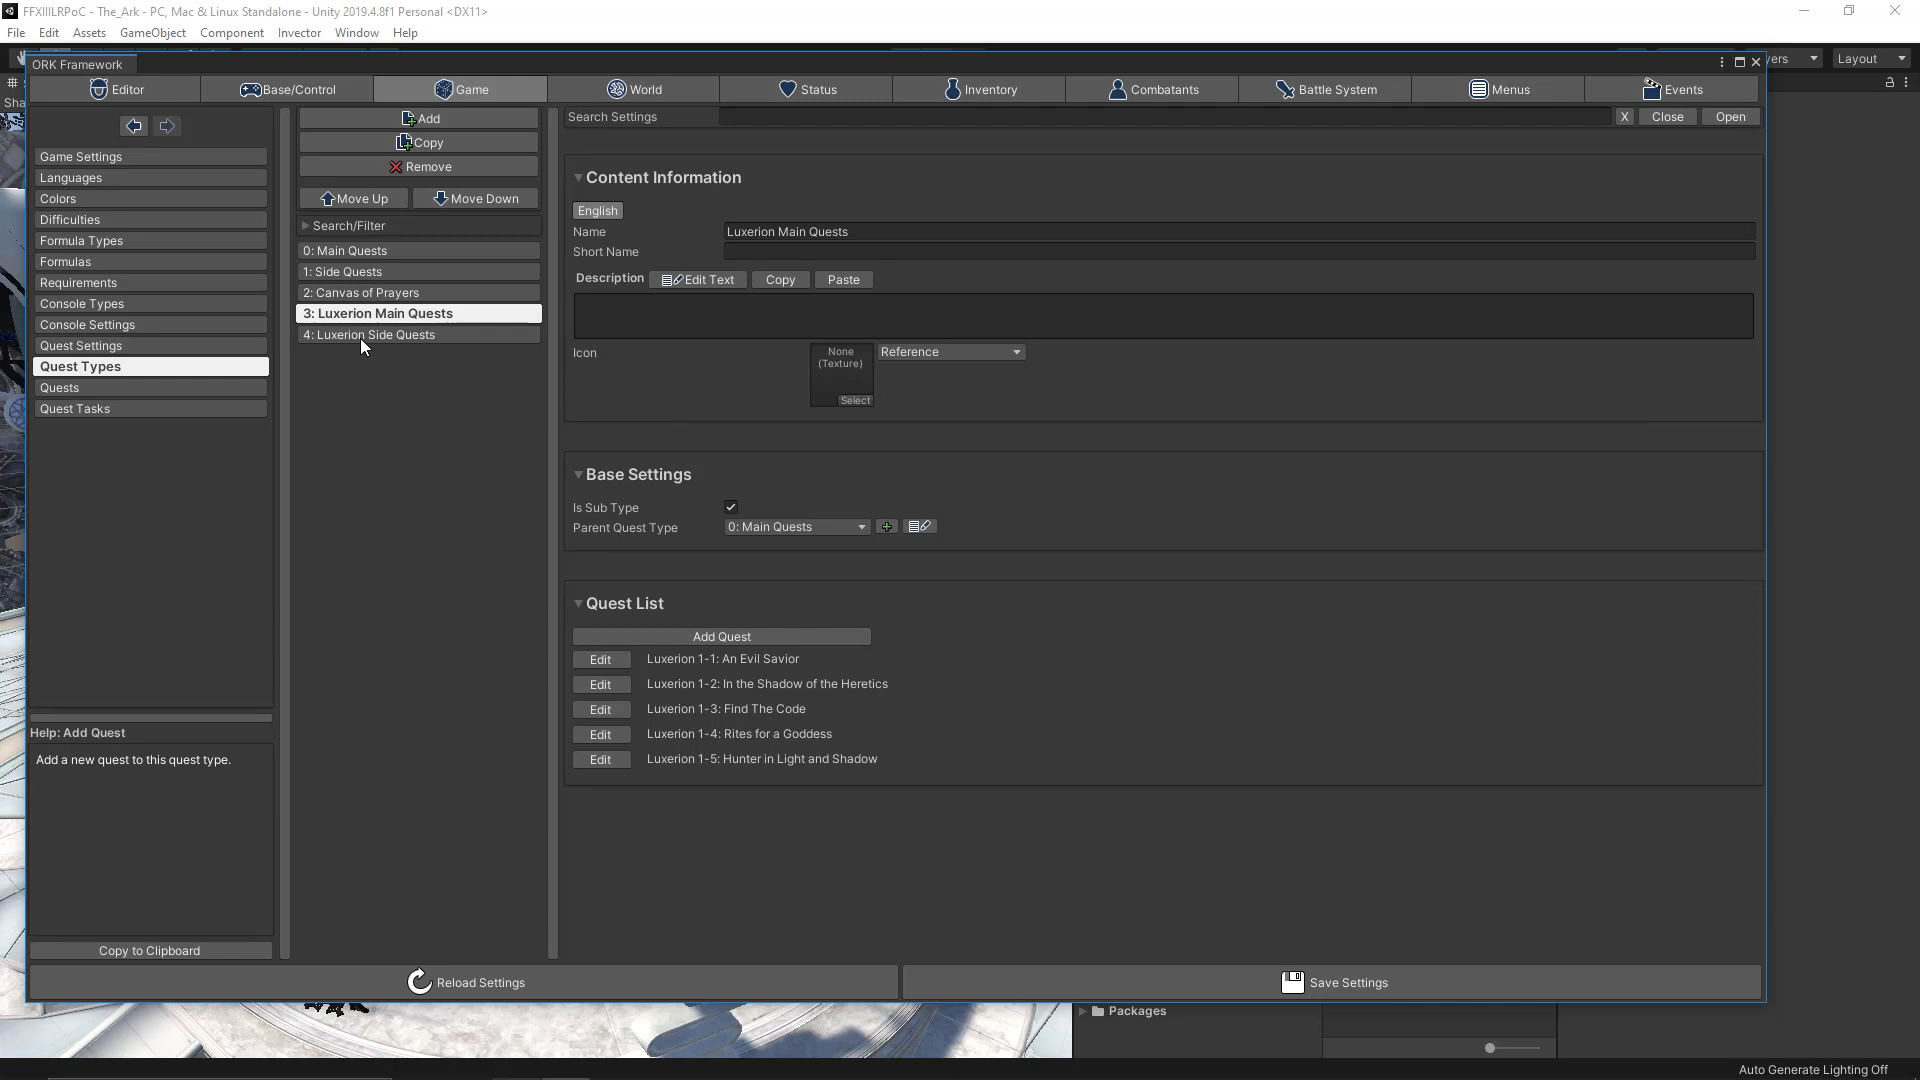 FFXIIILRPoC - The_Ark - PC, Mac & Linux Standalone - Unity 2019.4.8f1 Personal <DX11>
File Edit Assets GameObject Component Invector Window Help
Layout
ORK Framework
Editor Base/Control Game World Status Inventory Combatants Battle System Menus Events
Game Settings
Languages
Colors
Difficulties
Formula Types
Formulas
Requirements
Console Types
Console Settings
Quest Settings
Quest Types
Quests
Quest Tasks
Help: Add Quest
Add a new quest to this quest type.
Copy to Clipboard
Add
Copy
Remove
Move Up Move Down
Search/Filter
0: Main Quests
1: Side Quests
2: Canvas of Prayers
3: Luxerion Main Quests
4: Luxerion Side Quests
Search Settings X Close Open
Content Information
English
Name Luxerion Main Quests
Short Name
Description Edit Text Copy Paste
Icon None (Texture) Select Reference
Base Settings
Is Sub Type
Parent Quest Type 0: Main Quests
Quest List
Add Quest
Edit Luxerion 1-1: An Evil Savior
Edit Luxerion 1-2: In the Shadow of the Heretics
Edit Luxerion 1-3: Find The Code
Edit Luxerion 1-4: Rites for a Goddess
Edit Luxerion 1-5: Hunter in Light and Shadow
Reload Settings Save Settings
Packages
Auto Generate Lighting Off